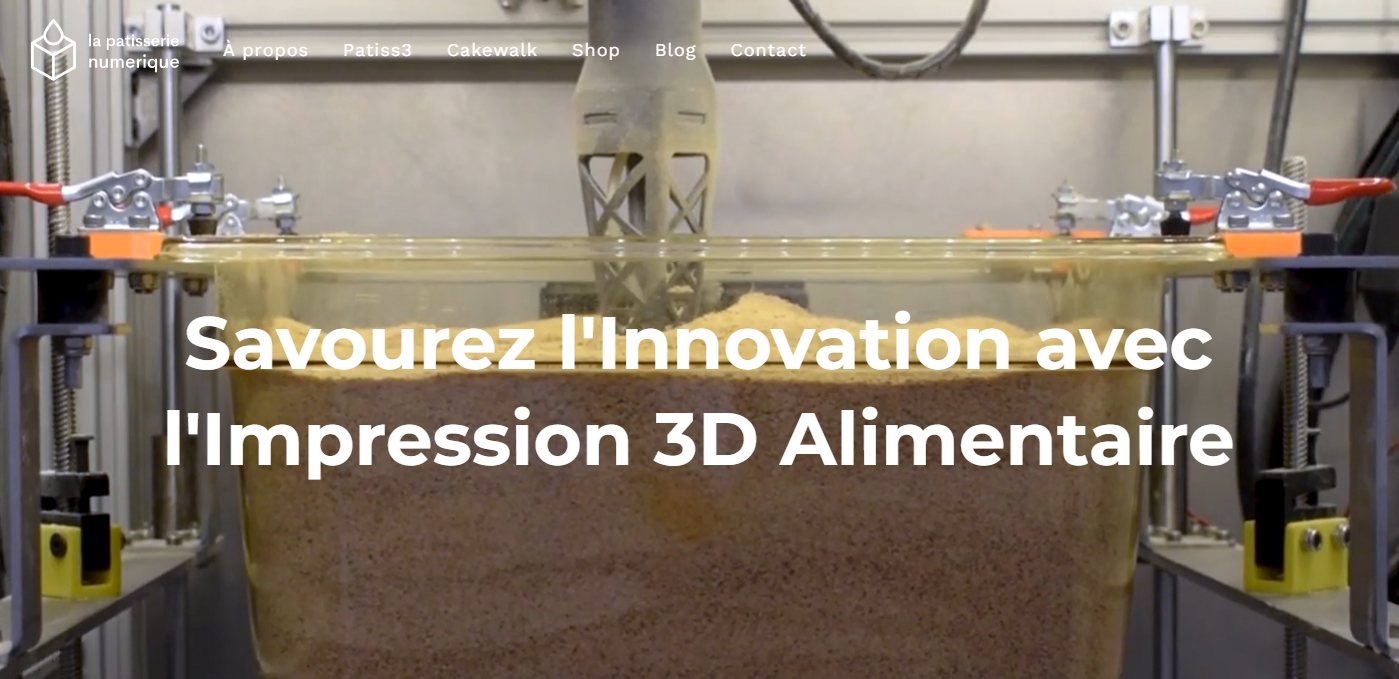 la patisserie
numerique
À propos Patiss3 Cakewalk Shop Blog Contact
Savourez l'Innovation avec
l'Impression 3D Alimentaire